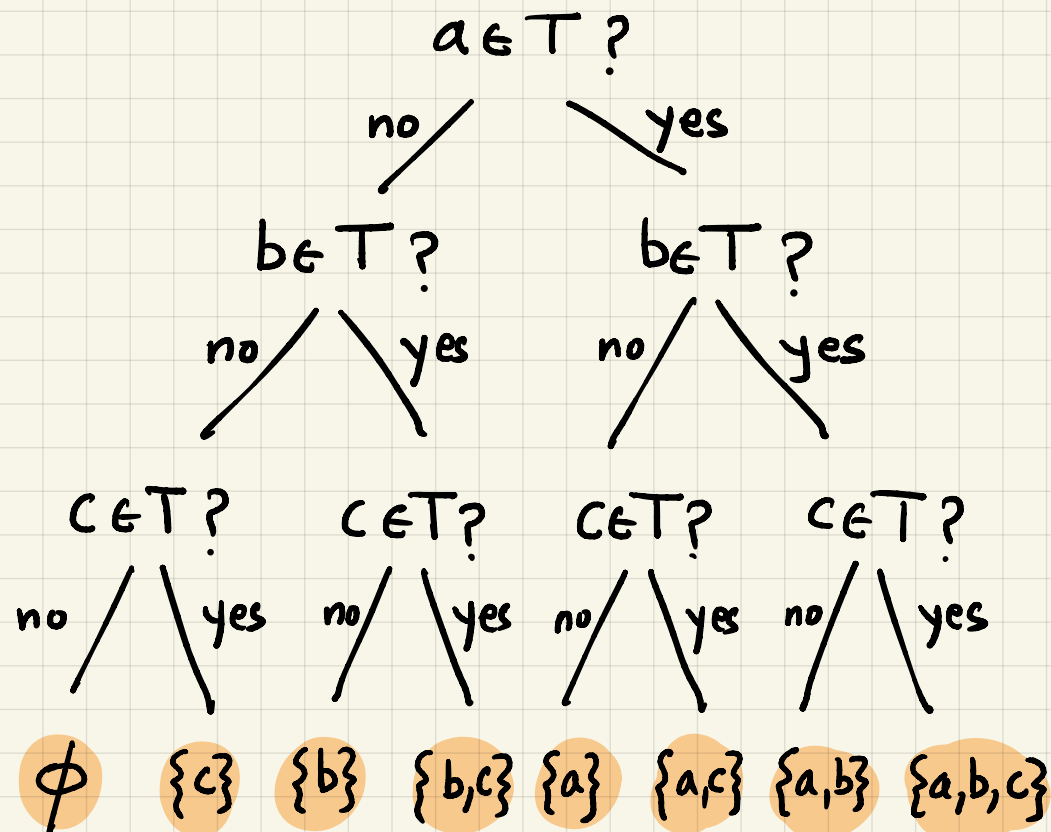 a ∈ T ?
no yes
b ∈ T ? b ∈ T ?
no yes no yes
c ∈ T ? c ∈ T ? c ∈ T ? c ∈ T ?
no yes no yes no yes no yes
ϕ {c} {b} {b,c} {a} {a,c} {a,b} {a,b,c}